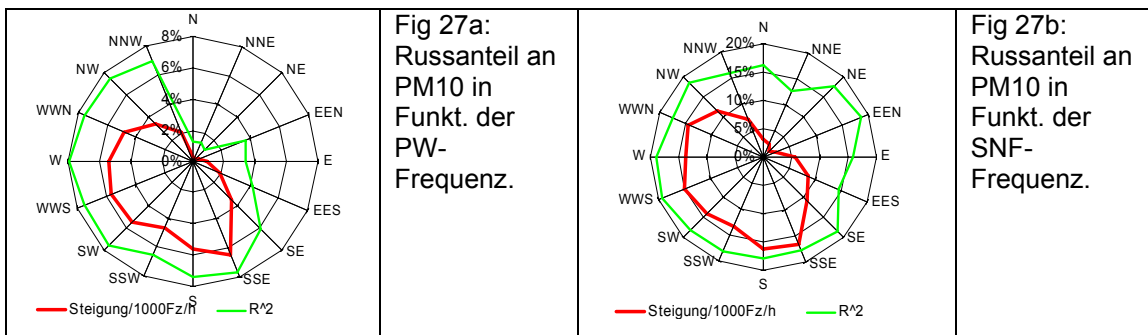 N
NNE
NE
EEN
E
EES
SE
SSE
S
SSW
SW
WWS
W
WWN
NW
NNW
8%
6%
4%
2%
0%
Steigung/1000Fz/h
R^2
Fig 27a:
Russanteil an
PM10 in
Funkt. der
PW-
Frequenz.
N
NNE
NE
EEN
E
EES
SE
SSE
S
SSW
SW
WWS
W
WWN
NW
NNW
20%
15%
10%
5%
0%
Steigung/1000Fz/h
R^2
Fig 27b:
Russanteil an
PM10 in
Funkt. der
SNF-
Frequenz.